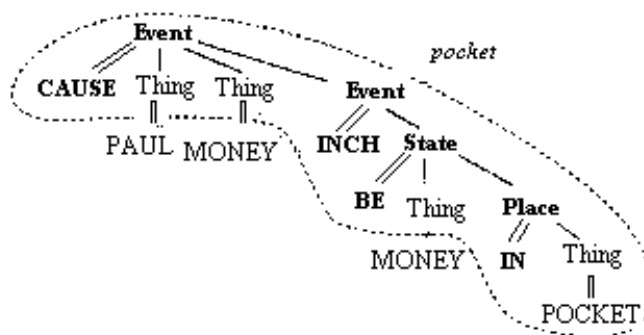 Event
pocket
CAUSE Thing Thing Event
PAUL MONEY INCH State
BE Thing Place
MONEY IN Thing
POCKET